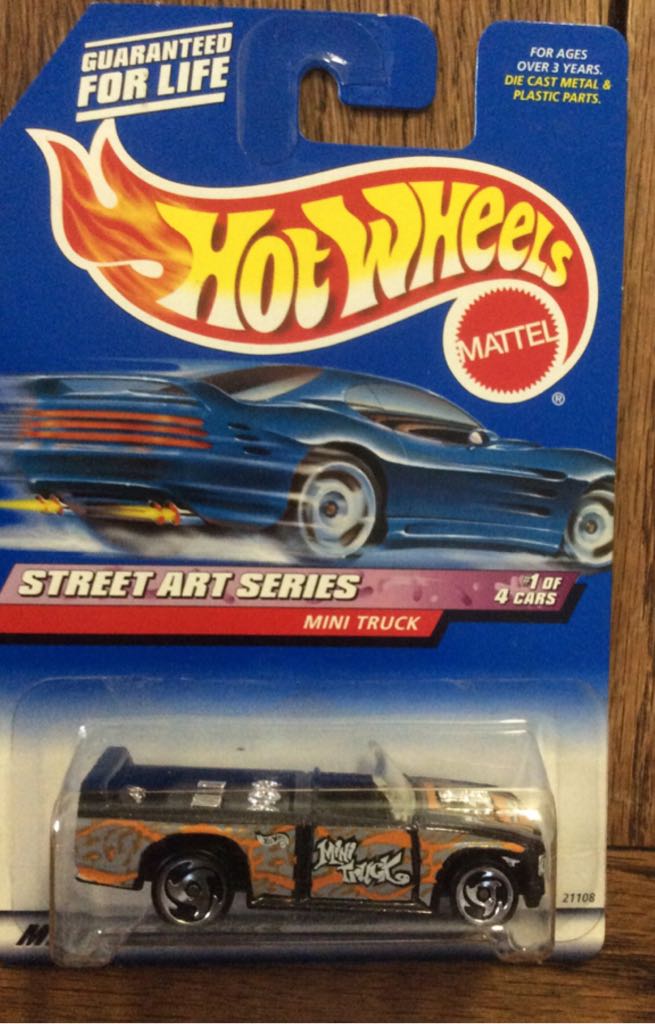 GUARANTEED
FOR LIFE
FOR AGES
OVER 3 YEARS.
DIE CAST METAL &
PLASTIC PARTS.
HOT WHEELS
MATTEL
®
STREET ART SERIES
#1 OF
4 CARS
MINI TRUCK
MINI
TRUCK
21108